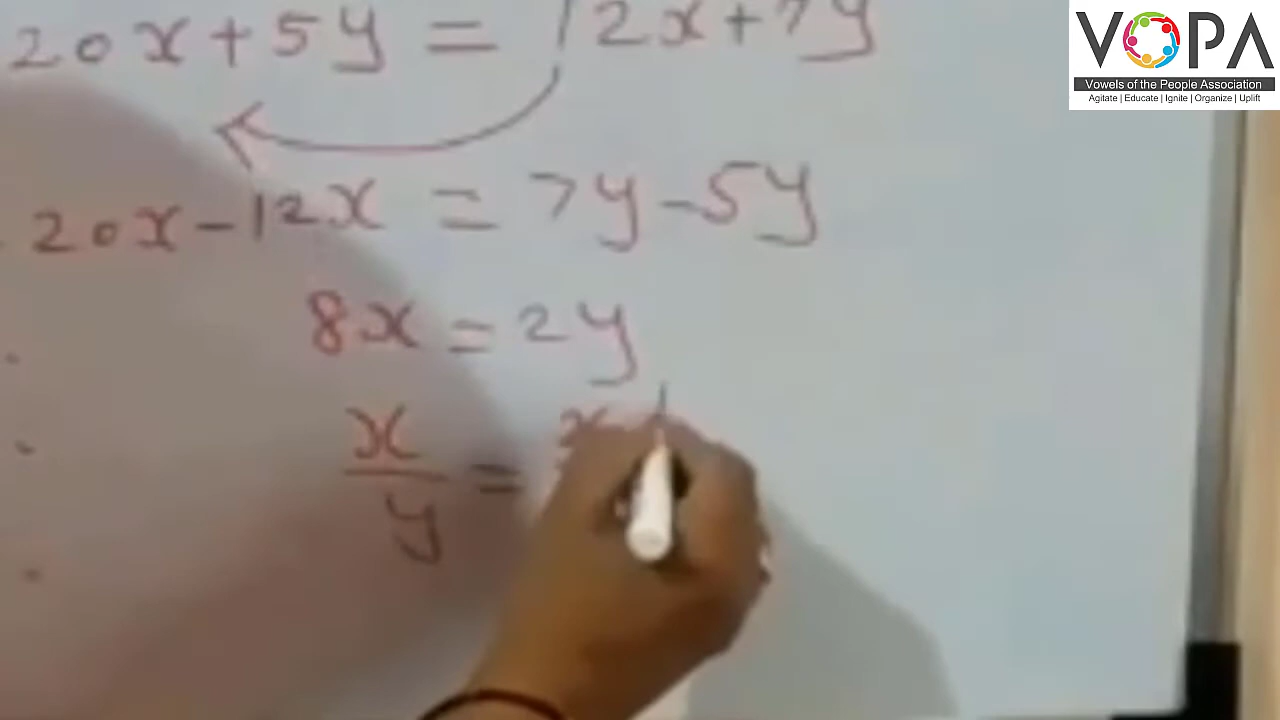 20x+5y = 12x+7y
20x-12x = 7y-5y
8x = 2y
x/y =
VOPA
Vowels of the People Association
Agitate | Educate | Ignite | Organize | Uplift